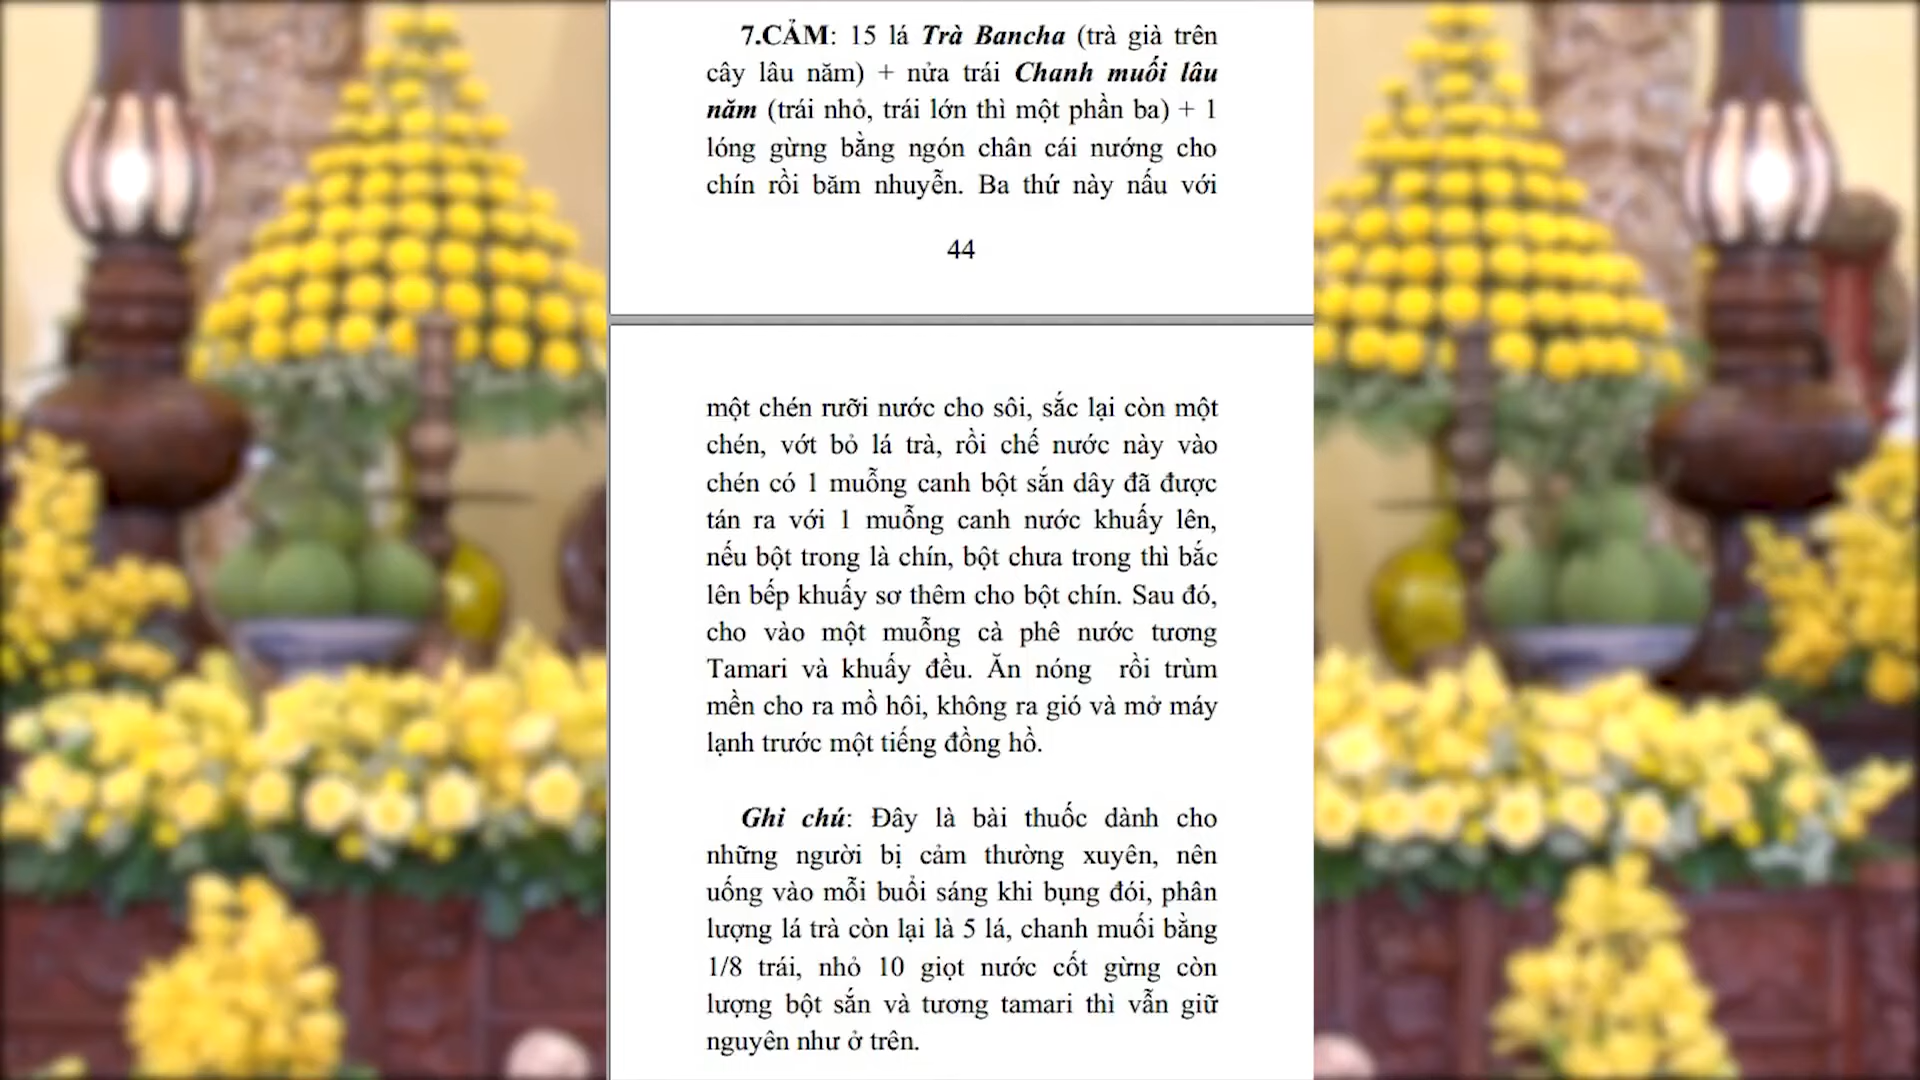 7.CẢM: 15 lá Trà Bancha (trà già trên
cây lâu năm) + nửa trái Chanh muối lâu
năm (trái nhỏ, trái lớn thì một phần ba) + 1
lóng gừng bằng ngón chân cái nướng cho
chín rồi băm nhuyễn. Ba thứ này nấu với
44
một chén rưỡi nước cho sôi, sắc lại còn một
chén, vớt bỏ lá trà, rồi chế nước này vào
chén có 1 muỗng canh bột sắn dây đã được
tán ra với 1 muỗng canh nước khuấy lên,
nếu bột trong là chín, bột chưa trong thì bắc
lên bếp khuấy sơ thêm cho bột chín. Sau đó,
cho vào một muỗng cà phê nước tương
Tamari và khuấy đều. Ăn nóng rồi trùm
mền cho ra mồ hôi, không ra gió và mở máy
lạnh trước một tiếng đồng hồ.
Ghi chú: Đây là bài thuốc dành cho
những người bị cảm thường xuyên, nên
uống vào mỗi buổi sáng khi bụng đói, phân
lượng lá trà còn lại là 5 lá, chanh muối bằng
1/8 trái, nhỏ 10 giọt nước cốt gừng còn
lượng bột sắn và tương tamari thì vẫn giữ
nguyên như ở trên.